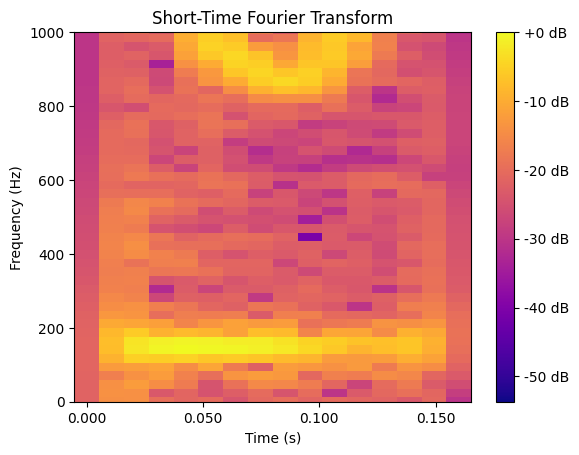 Short-Time Fourier Transform
1000
800
600
400
200
0
Frequency (Hz)
0.000
0.050
0.100
0.150
Time (s)
+0 dB
-10 dB
-20 dB
-30 dB
-40 dB
-50 dB